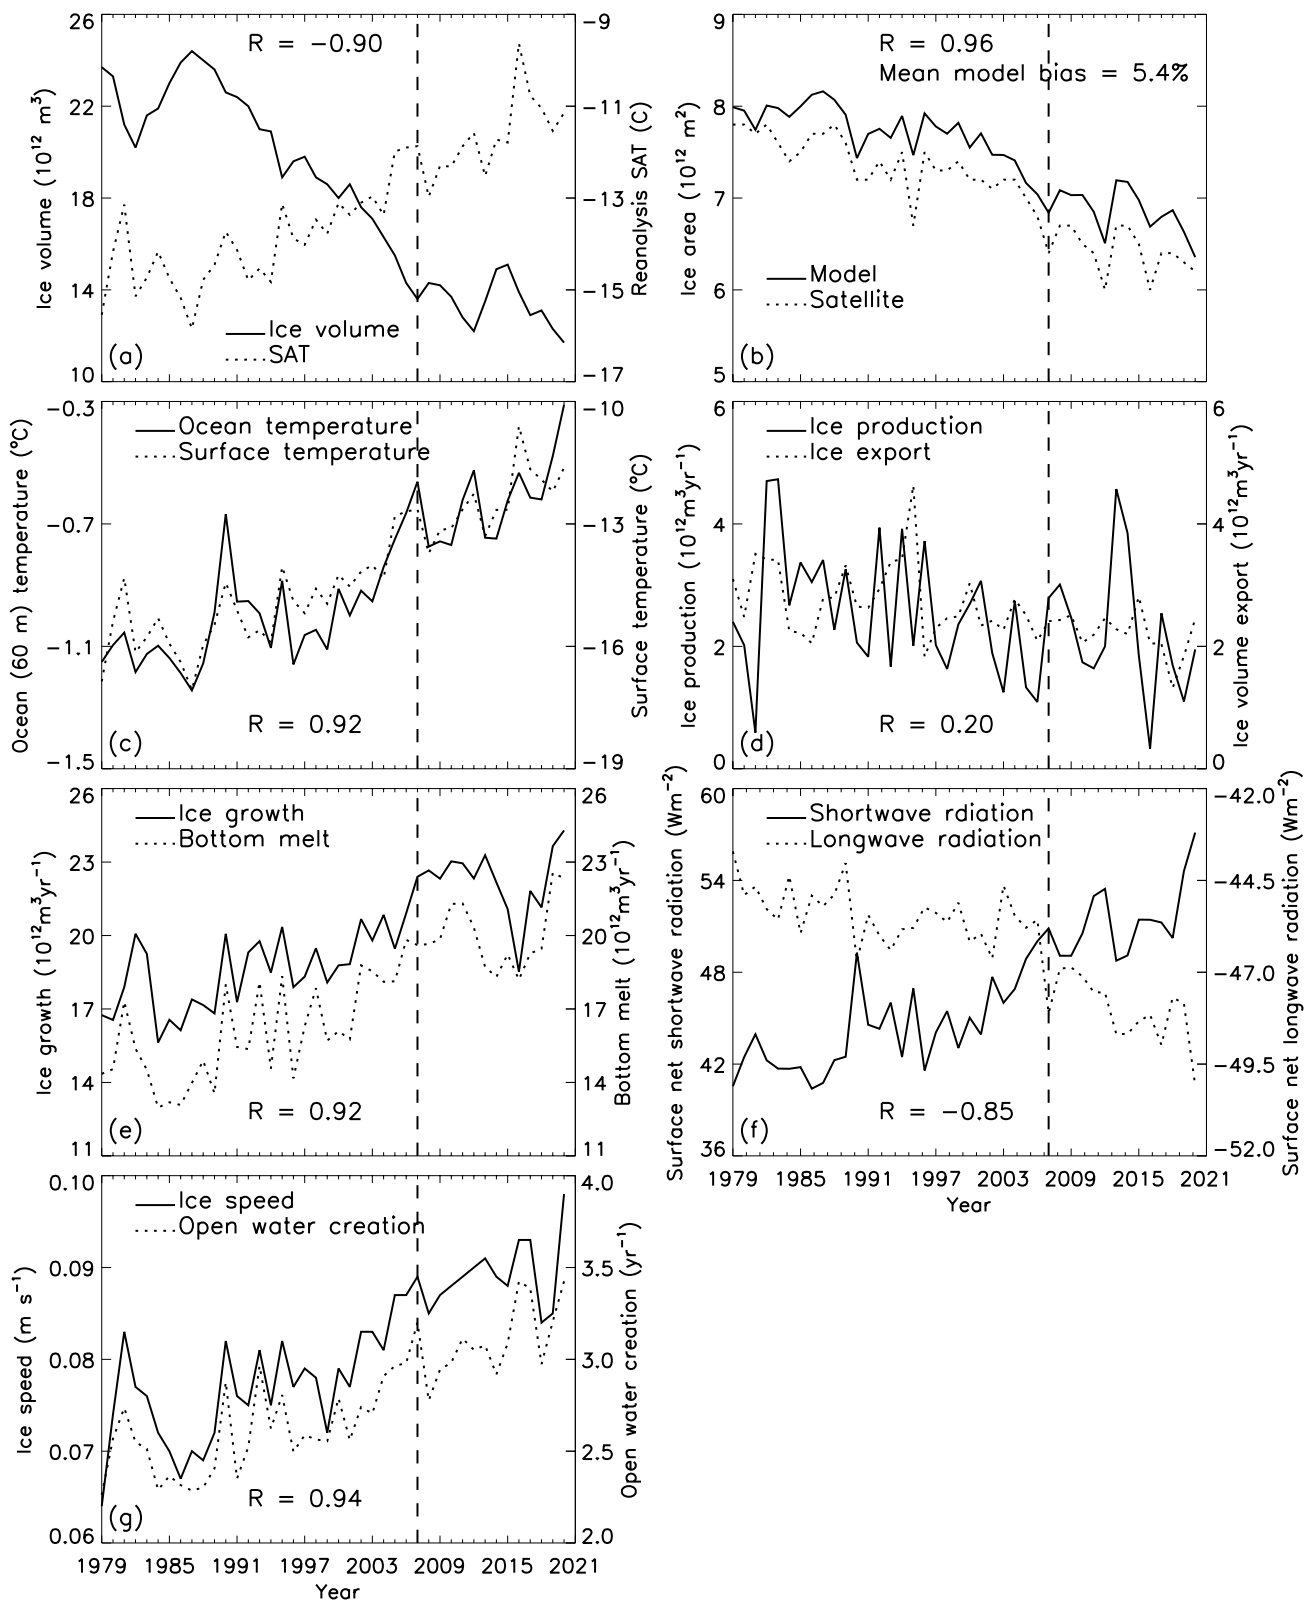 R = −0.90
Ice volume (10¹² m³)
26
22
18
14
10
−9
−11
−13
−15
−17
Reanalysis SAT (C)
Ice volume
SAT
(a)
R = 0.96
Mean model bias = 5.4%
Ice area (10¹² m²)
9
8
7
6
5
Model
Satellite
(b)
Ocean (60 m) temperature (°C)
−0.3
−0.7
−1.1
−1.5
Ocean temperature
Surface temperature
−10
−13
−16
−19
Surface temperature (°C)
R = 0.92
(c)
Ice production (10¹²m³yr⁻¹)
6
4
2
0
Ice production
Ice export
6
4
2
0
Ice volume export (10¹²m³yr⁻¹)
R = 0.20
(d)
Ice growth (10¹²m³yr⁻¹)
26
23
20
17
14
11
Ice growth
Bottom melt
26
23
20
17
14
11
Bottom melt (10¹²m³yr⁻¹)
R = 0.92
(e)
Surface net shortwave radiation (Wm⁻²)
60
54
48
42
36
Shortwave rdiation
Longwave radiation
−42.0
−44.5
−47.0
−49.5
−52.0
Surface net longwave radiation (Wm⁻²)
R = −0.85
(f)
1979 1985 1991 1997 2003 2009 2015 2021
Year
Ice speed (m s⁻¹)
0.10
0.09
0.08
0.07
0.06
Ice speed
Open water creation
4.0
3.5
3.0
2.5
2.0
Open water creation (yr⁻¹)
R = 0.94
(g)
1979 1985 1991 1997 2003 2009 2015 2021
Year